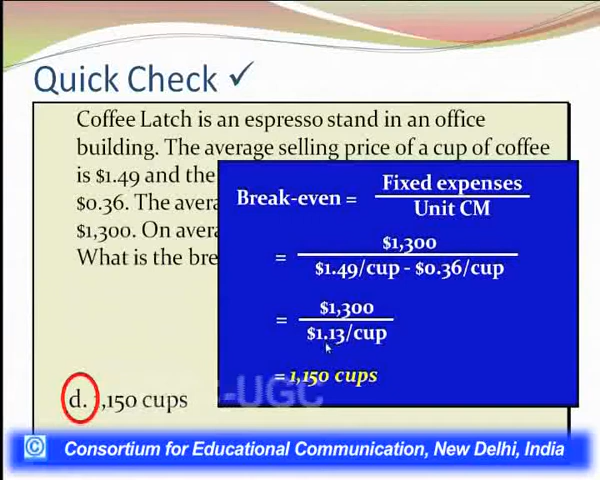 Quick Check ✓
Coffee Latch is an espresso stand in an office
building. The average selling price of a cup of coffee
is $1.49 and the
$0.36. The avera
$1,300. On avera
What is the bre
Break-even = Fixed expenses
Unit CM
= $1,300
$1.49/cup - $0.36/cup
= $1,300
$1.13/cup
= 1,150 cups
-UGC
d. 1,150 cups
© Consortium for Educational Communication, New Delhi, India